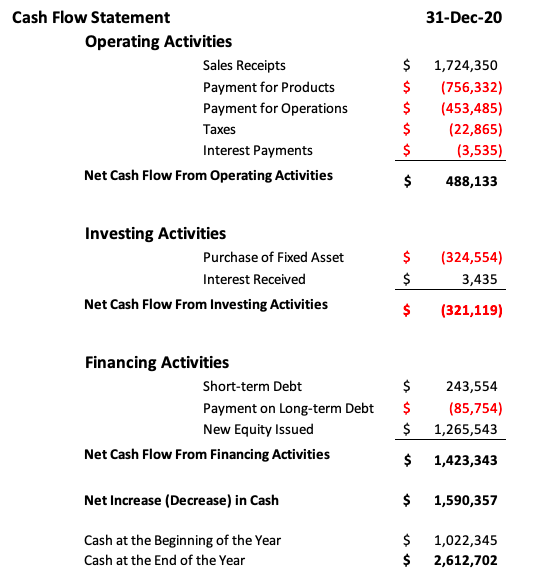 Cash Flow Statement 31-Dec-20
Operating Activities
Sales Receipts $ 1,724,350
Payment for Products $ (756,332)
Payment for Operations $ (453,485)
Taxes $ (22,865)
Interest Payments $ (3,535)
Net Cash Flow From Operating Activities $ 488,133
Investing Activities
Purchase of Fixed Asset $ (324,554)
Interest Received $ 3,435
Net Cash Flow From Investing Activities $ (321,119)
Financing Activities
Short-term Debt $ 243,554
Payment on Long-term Debt $ (85,754)
New Equity Issued $ 1,265,543
Net Cash Flow From Financing Activities $ 1,423,343
Net Increase (Decrease) in Cash $ 1,590,357
Cash at the Beginning of the Year $ 1,022,345
Cash at the End of the Year $ 2,612,702